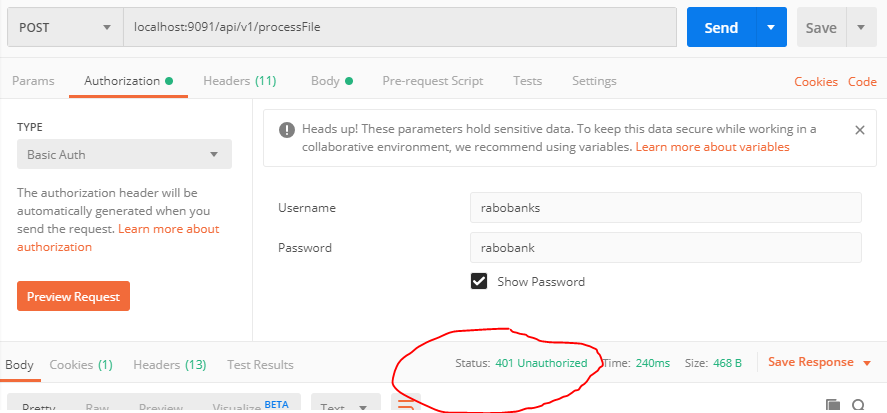 POST localhost:9091/api/v1/processFile Send Save
Params Authorization Headers (11) Body Pre-request Script Tests Settings Cookies Code
TYPE
Basic Auth
The authorization header will be
automatically generated when you
send the request. Learn more about
authorization
Preview Request
Heads up! These parameters hold sensitive data. To keep this data secure while working in a
collaborative environment, we recommend using variables. Learn more about variables
Username rabobanks
Password rabobank
Show Password
Body Cookies (1) Headers (13) Test Results Status: 401 Unauthorized Time: 240ms Size: 468 B Save Response
Pretty Raw Preview Visualize BETA Text